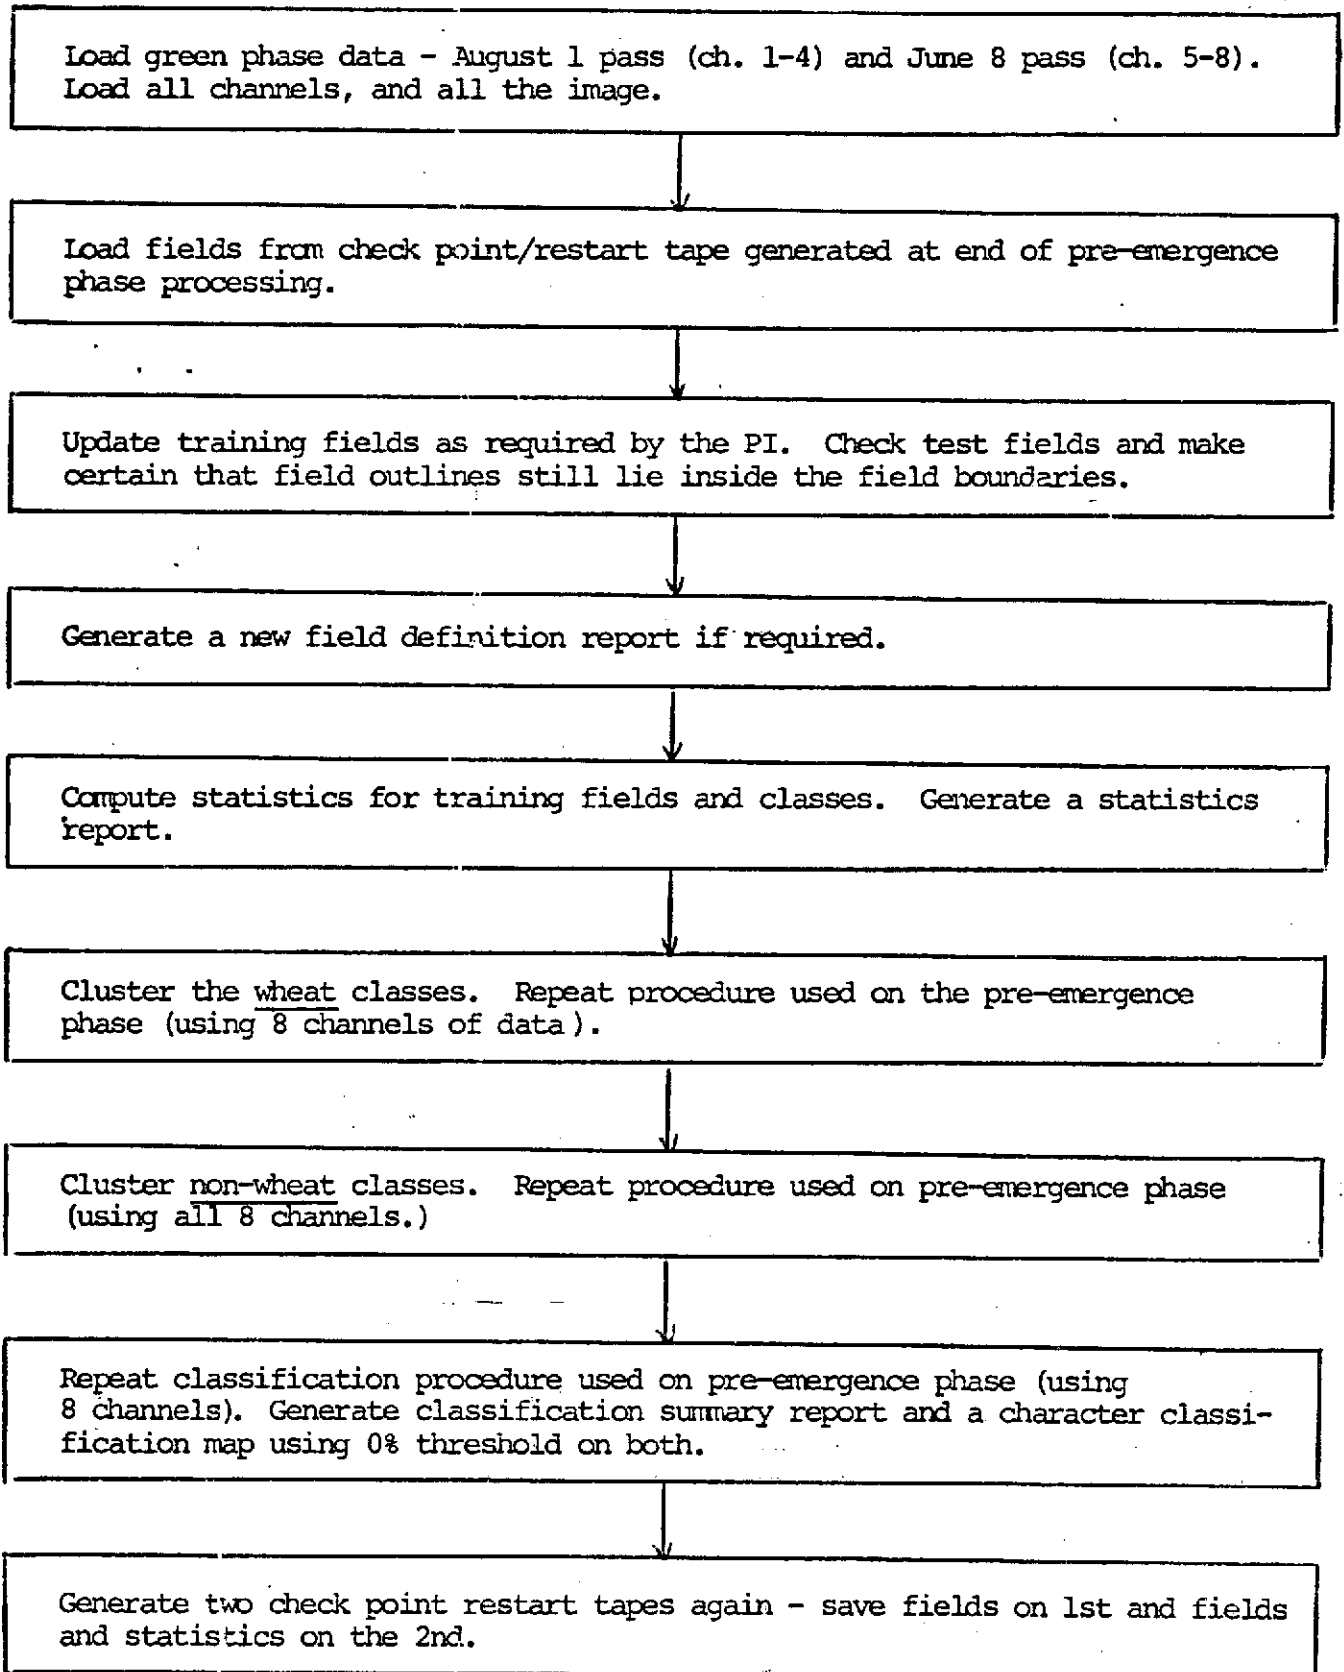 Load green phase data - August 1 pass (ch. 1-4) and June 8 pass (ch. 5-8).
Load all channels, and all the image.
Load fields from check point/restart tape generated at end of pre-emergence
phase processing.
Update training fields as required by the PI. Check test fields and make
certain that field outlines still lie inside the field boundaries.
Generate a new field definition report if required.
Compute statistics for training fields and classes. Generate a statistics
report.
Cluster the wheat classes. Repeat procedure used on the pre-emergence
phase (using 8 channels of data).
Cluster non-wheat classes. Repeat procedure used on pre-emergence phase
(using all 8 channels.)
Repeat classification procedure used on pre-emergence phase (using
8 channels). Generate classification summary report and a character classi-
fication map using 0% threshold on both.
Generate two check point restart tapes again - save fields on 1st and fields
and statistics on the 2nd.